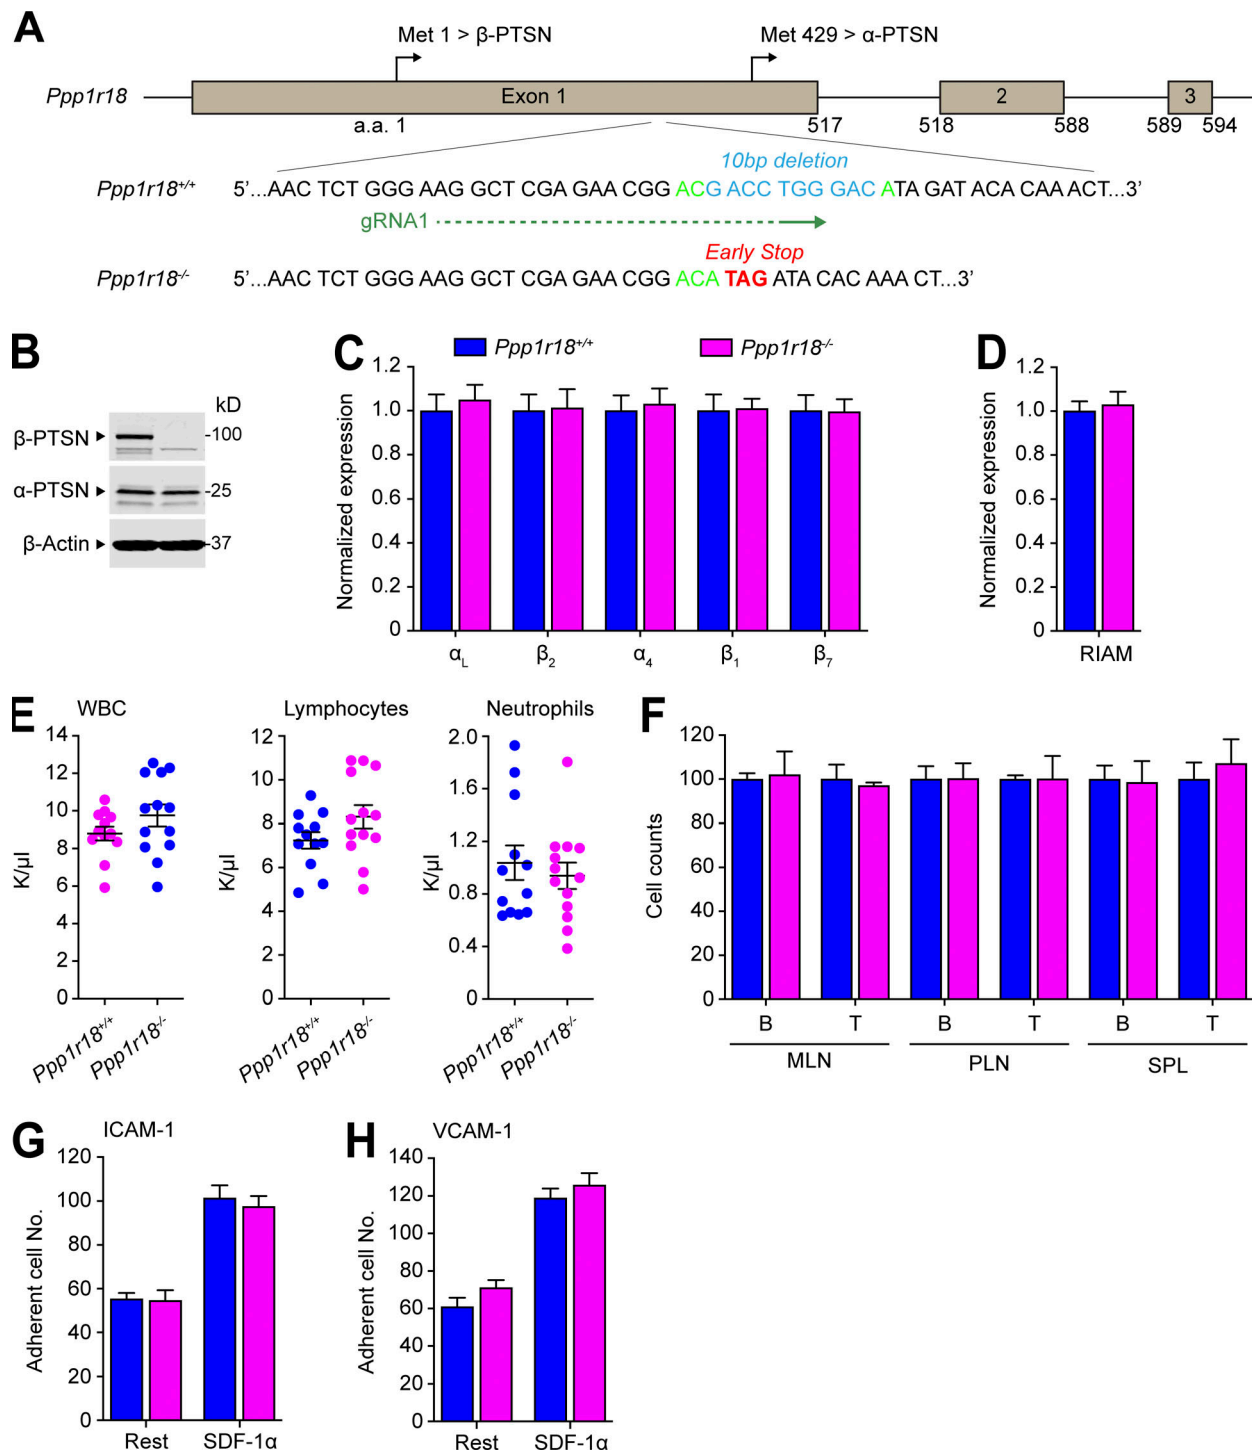 A
Met 1 > β-PTSN
Met 429 > α-PTSN
Ppp1r18
Exon 1
2
3
a.a. 1
517
518
588
589
594
10bp deletion
Ppp1r18+/+
5’...AAC TCT GGG AAG GCT CGA GAA CGG ACG ACC TGG GAC ATA GAT ACA CAA ACT...3’
gRNA1
Early Stop
Ppp1r18-/-
5’...AAC TCT GGG AAG GCT CGA GAA CGG ACA TAG ATA CAC AAA CT...3’
B
kD
β-PTSN
-100
α-PTSN
-25
β-Actin
-37
C
Ppp1r18+/+
Ppp1r18-/-
Normalized expression
1.2
1.0
0.8
0.6
0.4
0.2
0
αL
β2
α4
β1
β7
D
Normalized expression
1.2
1.0
0.8
0.6
0.4
0.2
0
RIAM
E
WBC
K/μl
14
12
10
8
6
4
2
0
Ppp1r18+/+
Ppp1r18-/-
Lymphocytes
K/μl
12
10
8
6
4
2
0
Ppp1r18+/+
Ppp1r18-/-
Neutrophils
K/μl
2.0
1.6
1.2
0.8
0.4
0
Ppp1r18+/+
Ppp1r18-/-
F
Cell counts
120
100
80
60
40
20
0
B
T
B
T
B
T
MLN
PLN
SPL
G
ICAM-1
Adherent cell No.
120
100
80
60
40
20
0
Rest
SDF-1α
H
VCAM-1
Adherent cell No.
140
120
100
80
60
40
20
0
Rest
SDF-1α